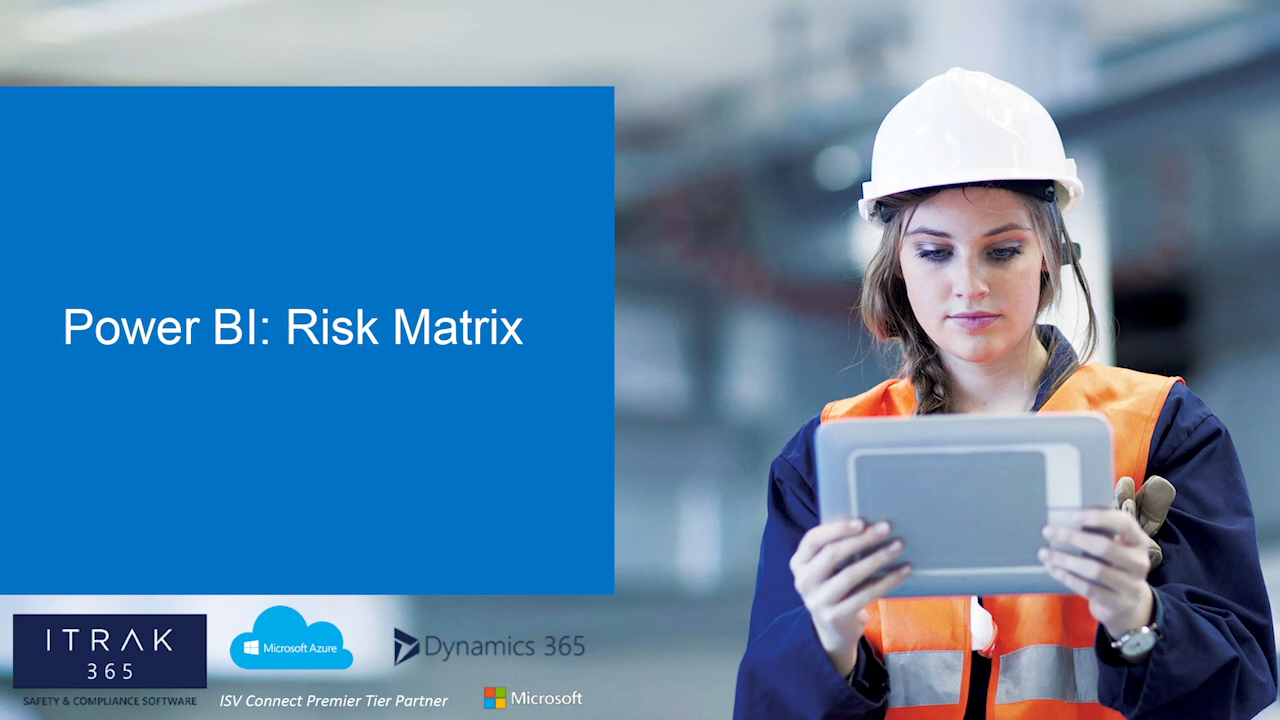 Power BI: Risk Matrix
ITRAK
365
SAFETY & COMPLIANCE SOFTWARE
Microsoft Azure
Dynamics 365
ISV Connect Premier Tier Partner
Microsoft